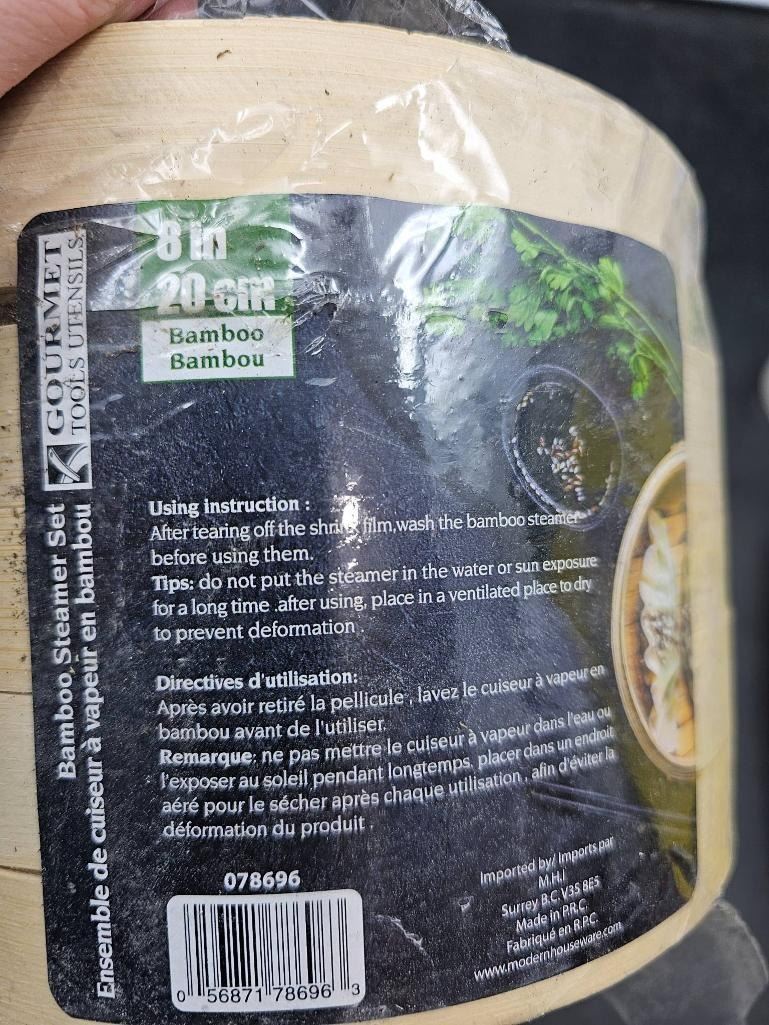 GOURMET
TOOLS UTENSILS
Bamboo Steamer Set
Ensemble de cuiseur à vapeur en bambou
8 in
20 cm
Bamboo
Bambou
Using instruction :
After tearing off the shrink film,wash the bamboo steamer
before using them.
Tips: do not put the steamer in the water or sun exposure
for a long time .after using, place in a ventilated place to dry
to prevent deformation .
Directives d'utilisation:
Après avoir retiré la pellicule , lavez le cuiseur à vapeur en
bambou avant de l'utiliser.
Remarque: ne pas mettre le cuiseur à vapeur dans l'eau ou
l'exposer au soleil pendant longtemps, placer dans un endroit
aéré pour le sécher après chaque utilisation , afin d'éviter la
déformation du produit .
078696
0 56871 78696 3
Imported by/ Imports par
M.H.I
Surrey B.C. V3S 8E5
Made in P.R.C.
Fabriqué en R.P.C.
www.modernhouseware.com